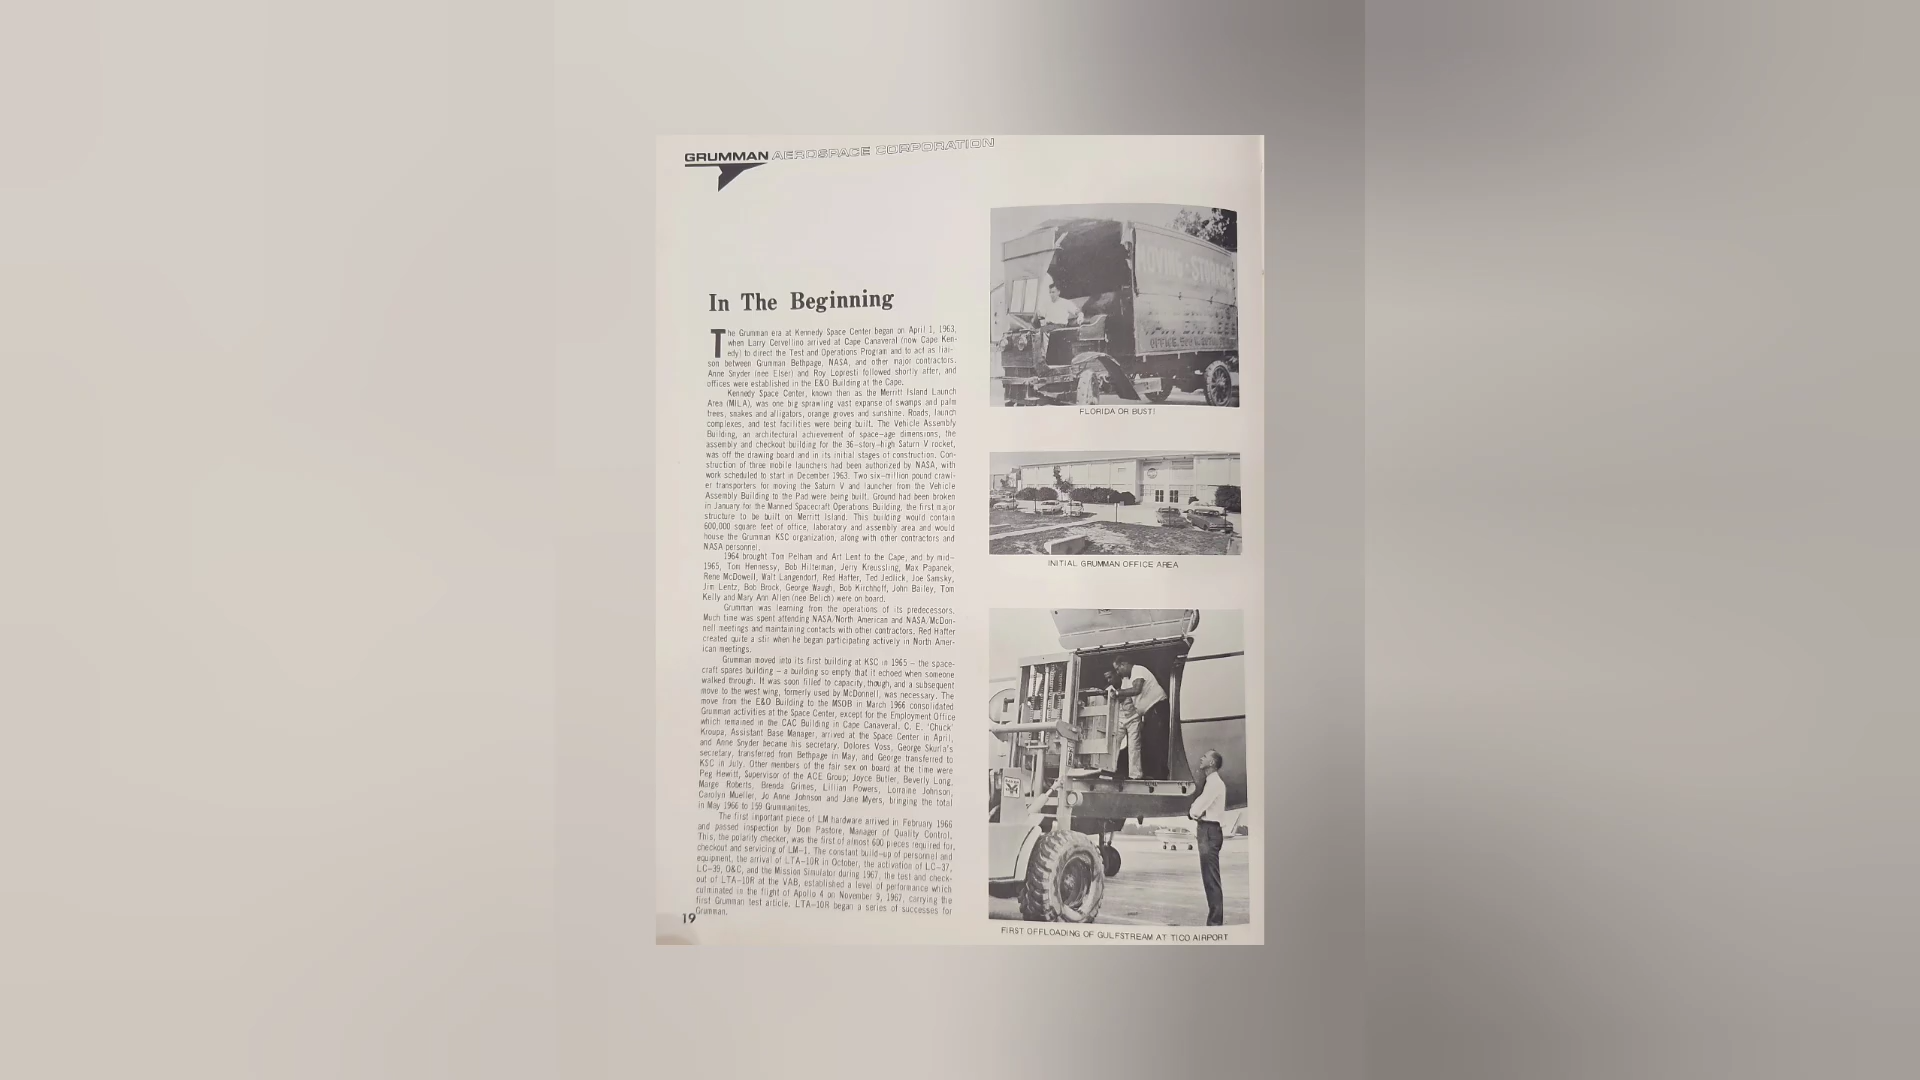 GRUMMAN AEROSPACE CORPORATION
In The Beginning
The Grumman era at Kennedy Space Center began on April 1, 1963,
when Larry Cervellino arrived at Cape Canaveral (now Cape Ken-
edy) to direct the Test and Operations Program and to act as liai-
son between Grumman Bethpage, NASA, and other major contractors.
Anne Snyder (nee Elser) and Roy Lopresti followed shortly after, and
offices were established in the E&O Building at the Cape.
Kennedy Space Center, known then as the Merritt Island Launch
Area (MILA), was one big sprawling vast expanse of swamps and palm
trees, snakes and alligators, orange groves and sunshine. Roads, launch
complexes, and test facilities were being built. The Vehicle Assembly
Building, an architectural achievement of space-age dimensions, the
assembly and checkout building for the 36-story-high Saturn V rocket,
was off the drawing board and in its initial stages of construction. Con-
struction of three mobile launchers had been authorized by NASA, with
work scheduled to start in December 1963. Two six-million pound crawl-
er transporters for moving the Saturn V and launcher from the Vehicle
Assembly Building to the Pad were being built. Ground had been broken
in January for the Manned Spacecraft Operations Building, the first major
structure to be built on Merritt Island. This building would contain
600,000 square feet of office, laboratory and assembly area and would
house the Grumman KSC organization, along with other contractors and
NASA personnel.
1964 brought Tom Pelham and Art Lent to the Cape, and by mid-
1965, Tom Hennessy, Bob Hilterman, Jerry Kreussling, Max Papanek,
Rene McDowell, Walt Langendorf, Red Hafter, Ted Jedlick, Joe Samsky,
Jim Lentz, Bob Brock, George Waugh, Bob Kirchhoff, John Bailey, Tom
Kelly and Mary Ann Allen (nee Belich) were on board.
Grumman was learning from the operations of its predecessors.
Much time was spent attending NASA/North American and NASA/McDon-
nell meetings and maintaining contacts with other contractors. Red Hafter
created quite a stir when he began participating actively in North Amer-
ican meetings.
Grumman moved into its first building at KSC in 1965 - the space-
craft spares building - a building so empty that it echoed when someone
walked through. It was soon filled to capacity, though, and a subsequent
move to the west wing, formerly used by McDonnell, was necessary. The
move from the E&O Building to the MSOB in March 1966 consolidated
Grumman activities at the Space Center, except for the Employment Office
which remained in the CAC Building in Cape Canaveral. C. E. 'Chuck'
Kroupa, Assistant Base Manager, arrived at the Space Center in April,
and Anne Snyder became his secretary. Dolores Voss, George Skurla's
secretary, transferred from Bethpage in May, and George transferred to
KSC in July. Other members of the fair sex on board at the time were
Peg Hewitt, Supervisor of the ACE Group; Joyce Butler, Beverly Long,
Marge Roberts, Brenda Grimes, Lillian Powers, Lorraine Johnson,
Carolyn Mueller, Jo Anne Johnson and Jane Myers, bringing the total
in May 1966 to 159 Grummanites.
The first important piece of LM hardware arrived in February 1966
and passed inspection by Dom Pastore, Manager of Quality Control.
This, the polarity checker, was the first of almost 600 pieces required for
checkout and servicing of LM-1. The constant build-up of personnel and
equipment, the arrival of LTA-10R in October, the activation of LC-37,
LC-39, O&C, and the Mission Simulator during 1967, the test and check-
out of LTA-10R at the VAB, established a level of performance which
culminated in the flight of Apollo 4 on November 9, 1967, carrying the
first Grumman test article. LTA-10R began a series of successes for
Grumman.
19
MOVING - STORAGE
FLORIDA OR BUST!
INITIAL GRUMMAN OFFICE AREA
FIRST OFFLOADING OF GULFSTREAM AT TICO AIRPORT